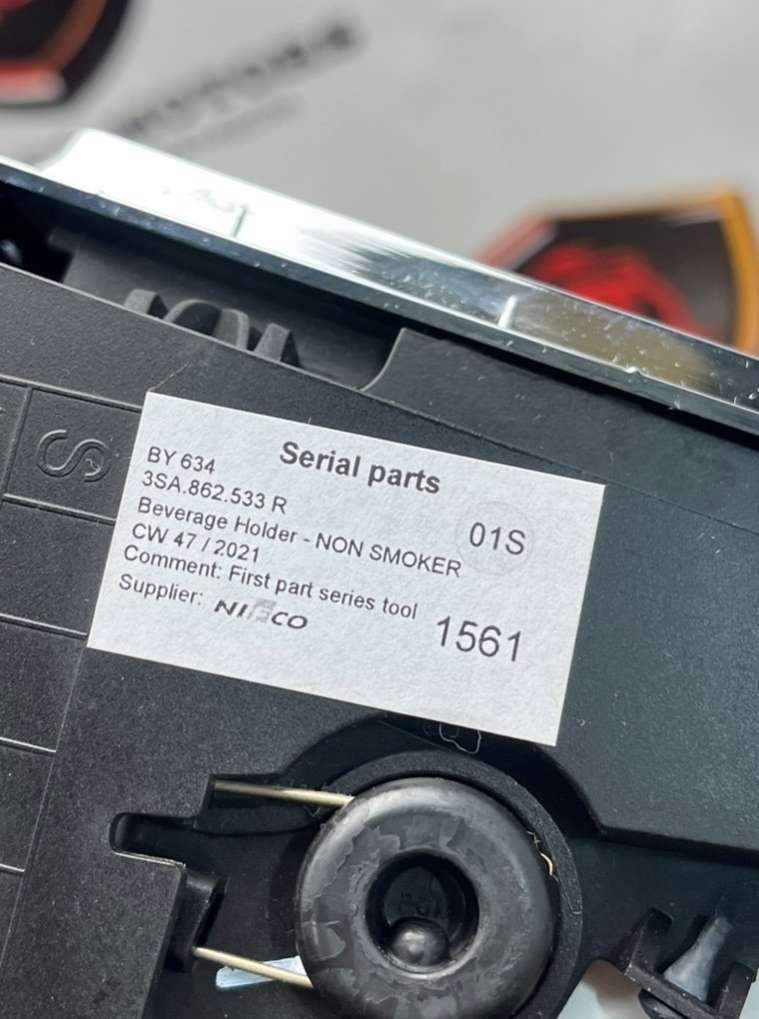 Serial parts
BY 634
3SA.862.533 R
01S
Beverage Holder - NON SMOKER
CW 47 / 2021
Comment: First part series tool
Supplier: NIFCO
1561
S